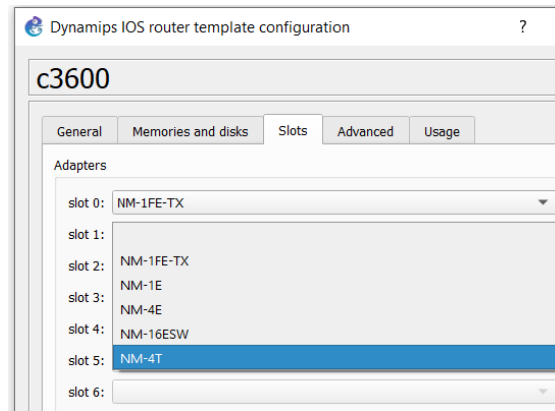 Dynamips IOS router template configuration ?
c3600
General Memories and disks Slots Advanced Usage
Adapters
slot 0: NM-1FE-TX
slot 1:
slot 2: NM-1FE-TX
slot 3: NM-1E
NM-4E
slot 4: NM-16ESW
slot 5: NM-4T
slot 6: